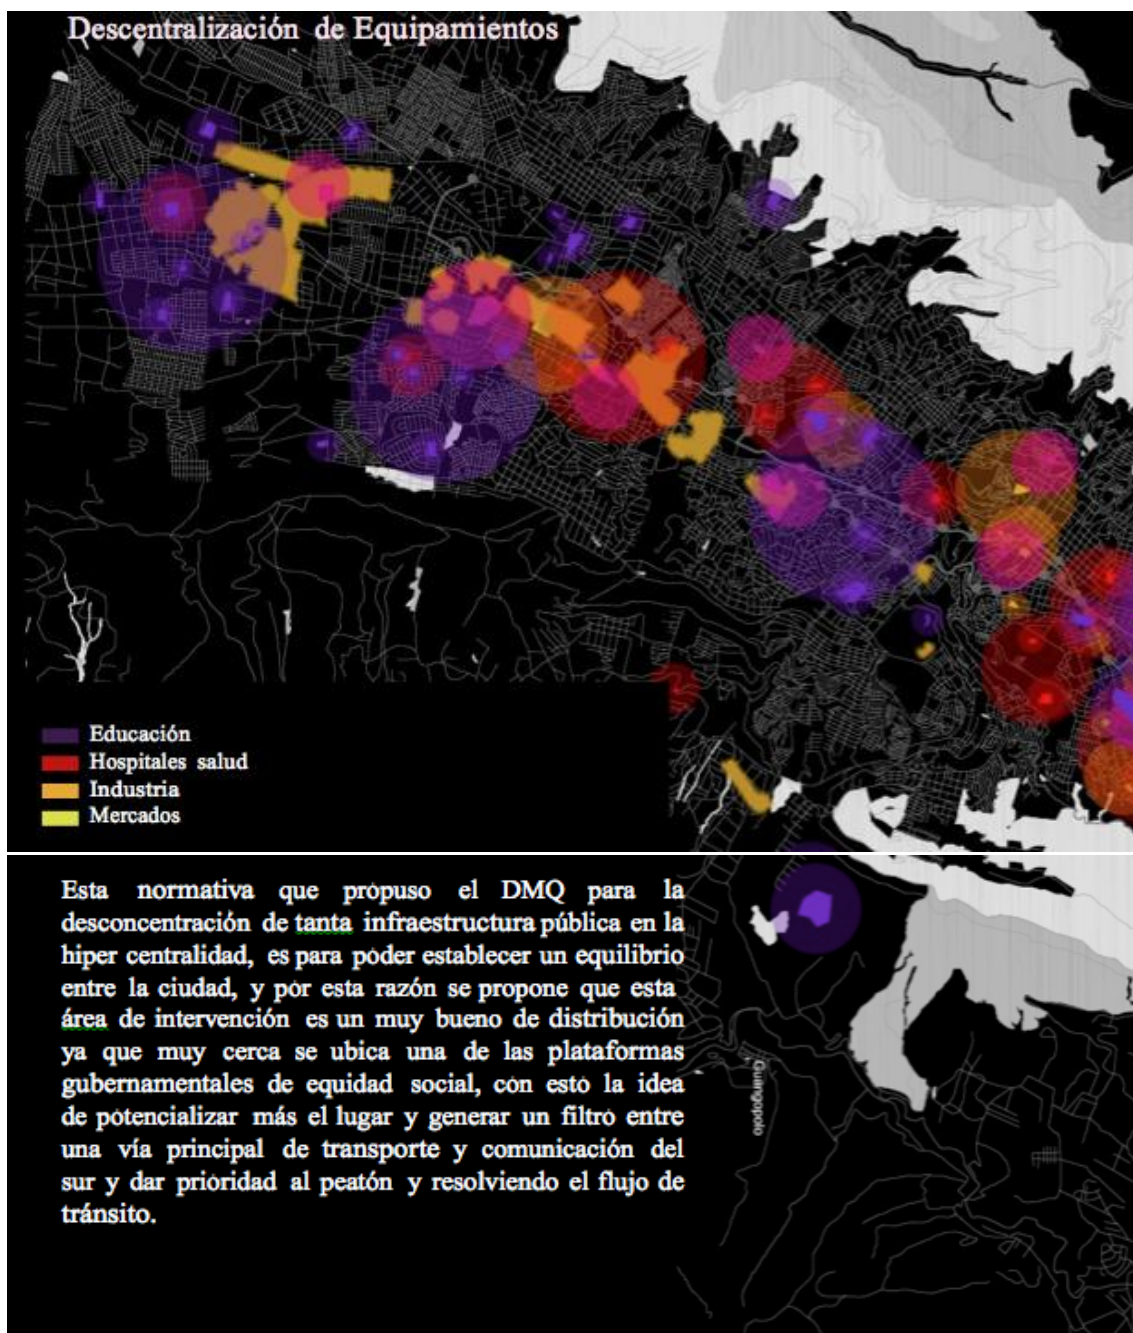 Descentralización de Equipamientos
Educación
Hospitales salud
Industria
Mercados
Esta normativa que propuso el DMQ para la
desconcentración de tanta infraestructura pública en la
hiper centralidad, es para poder establecer un equilibrio
entre la ciudad, y por esta razón se propone que esta
área de intervención es un muy bueno de distribución
ya que muy cerca se ubica una de las plataformas
gubernamentales de equidad social, con esto la idea
de potencializar más el lugar y generar un filtro entre
una vía principal de transporte y comunicación del
sur y dar prioridad al peatón y resolviendo el flujo de
tránsito.
Guangopolo